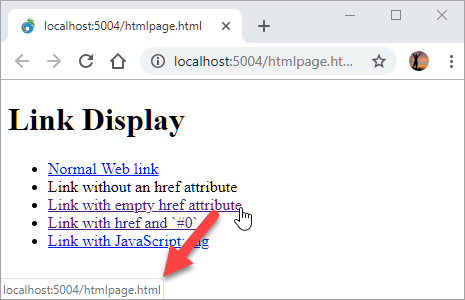 localhost:5004/htmlpage.html
localhost:5004/htmlpage.ht...
Link Display
Normal Web link
Link without an href attribute
Link with empty href attribute
Link with href and `#0`
Link with JavaScript:
localhost:5004/htmlpage.html